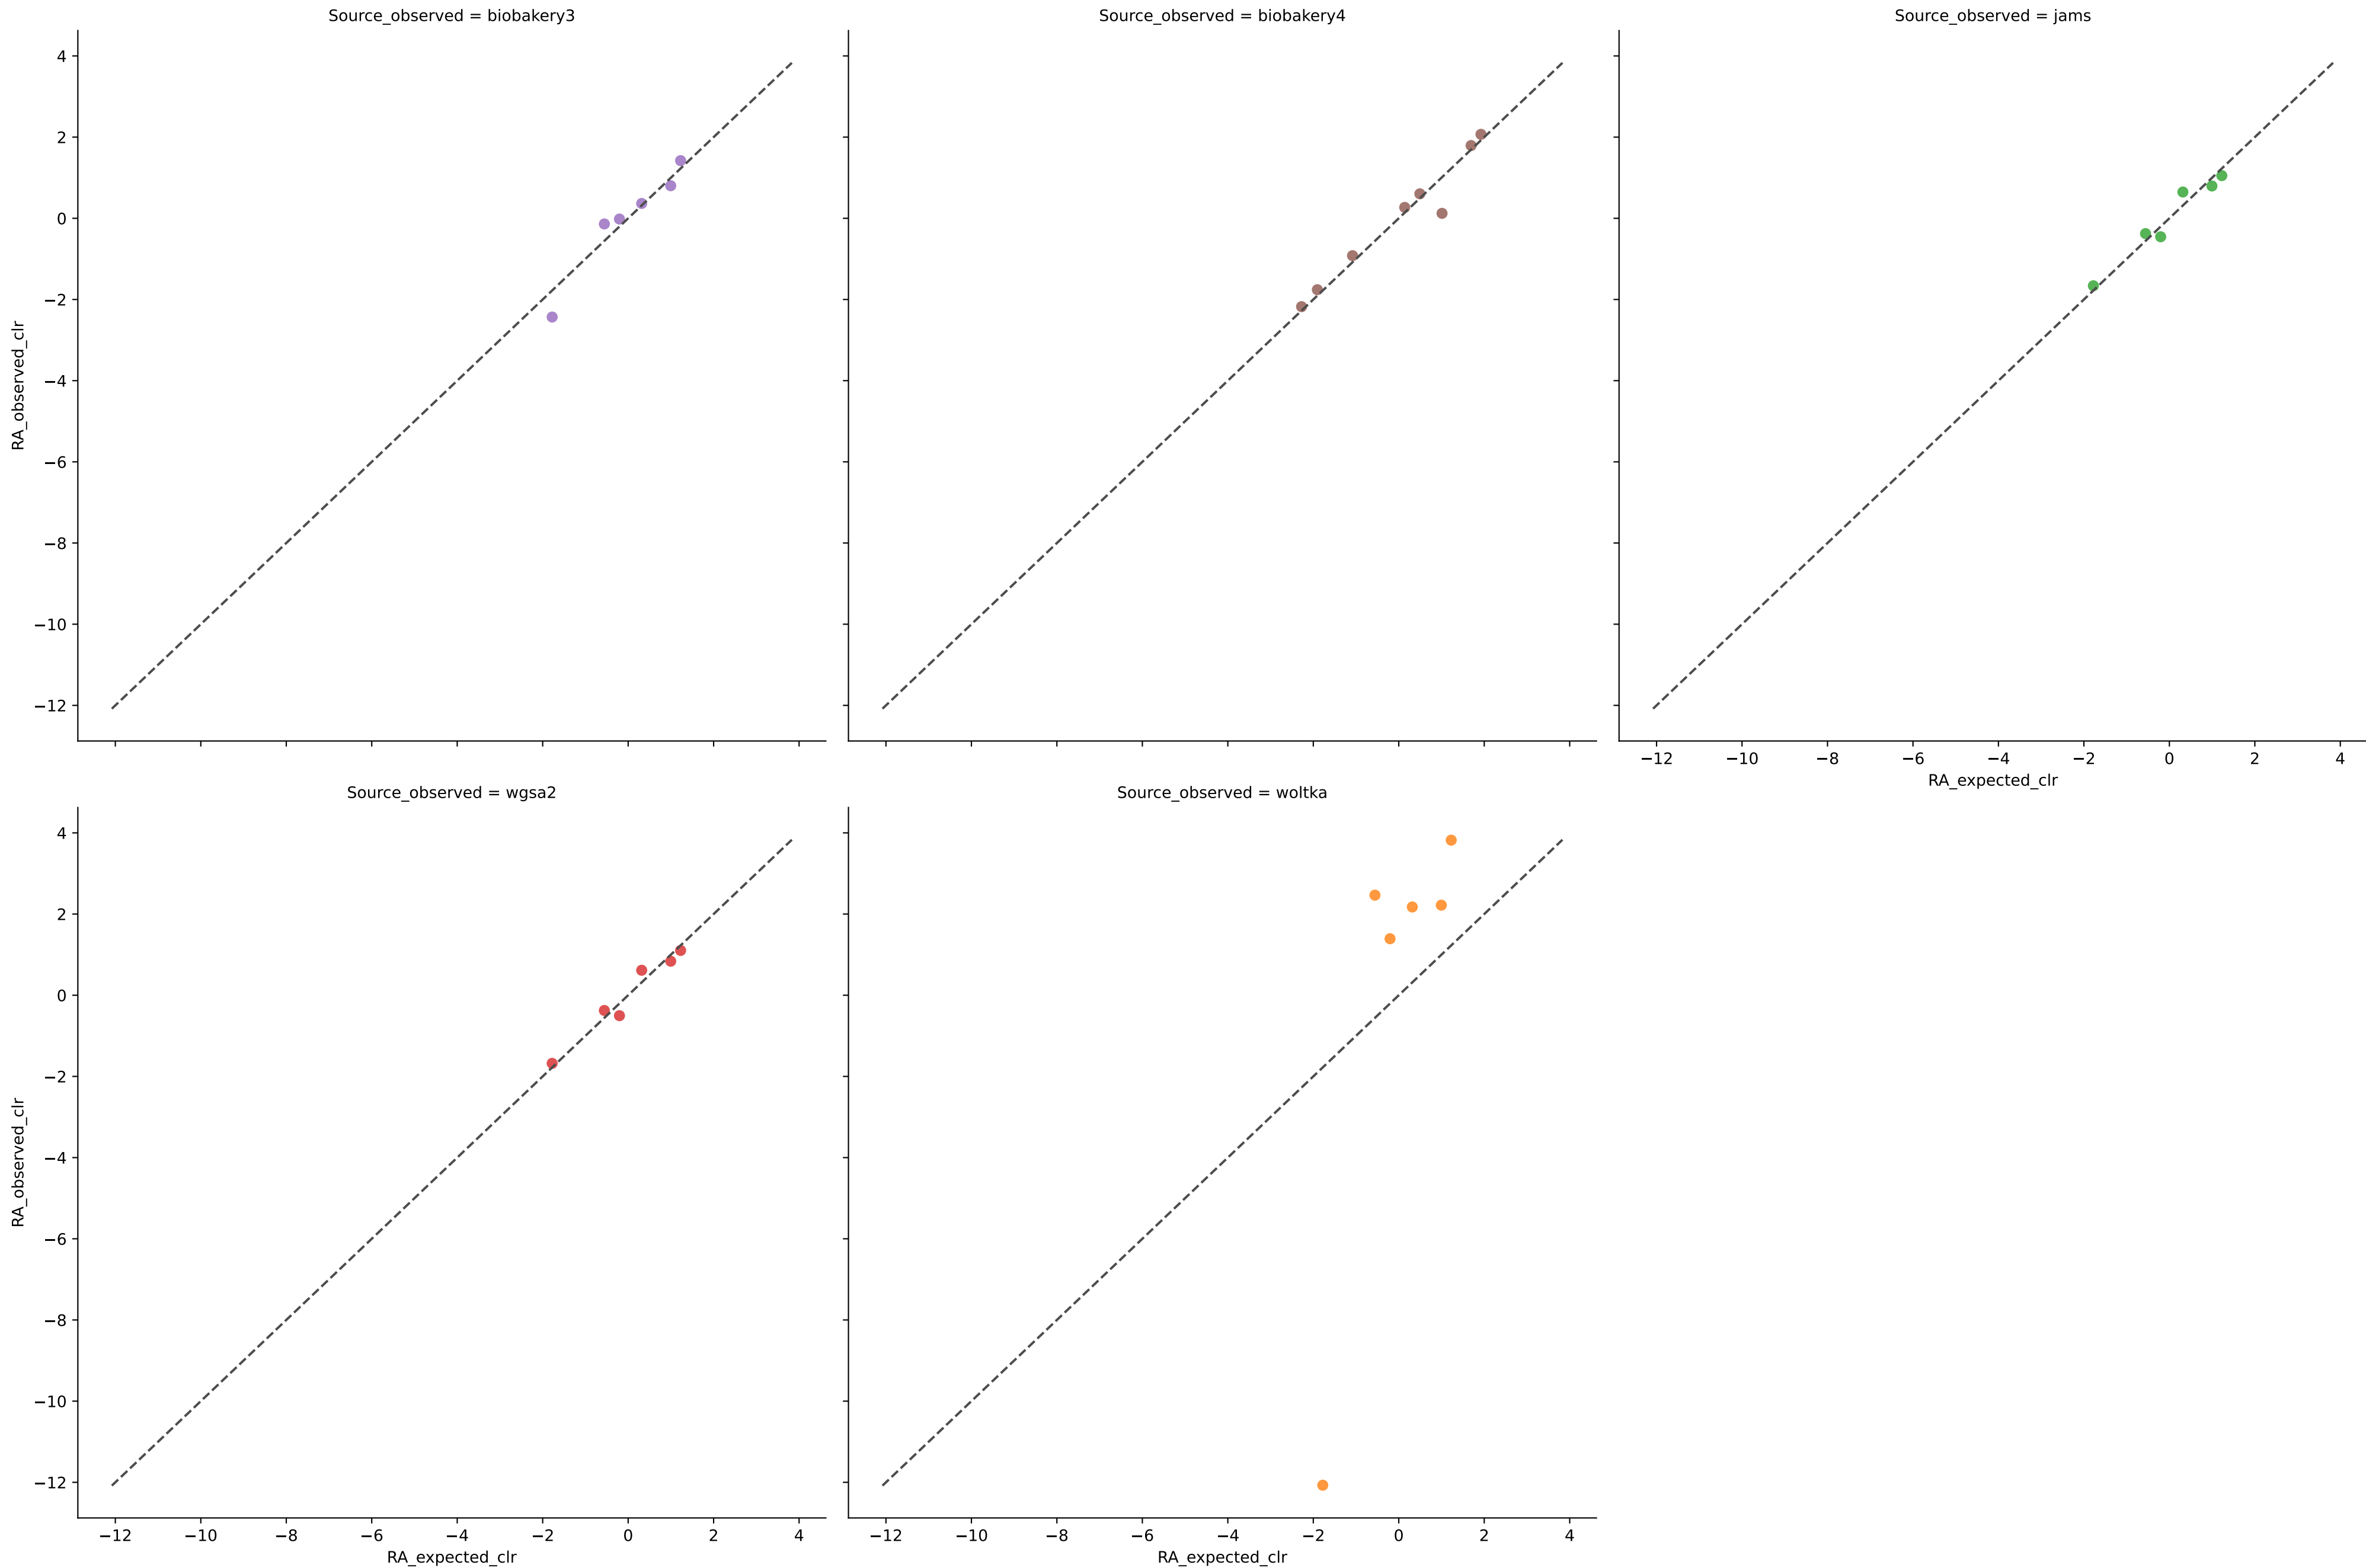 Source_observed = biobakery3
Source_observed = biobakery4
Source_observed = jams
4
2
0
−2
−4
−6
−8
−10
−12
RA_observed_clr
−12 −10 −8 −6 −4 −2 0 2 4
RA_expected_clr
Source_observed = wgsa2
Source_observed = woltka
4
2
0
−2
−4
−6
−8
−10
−12
RA_observed_clr
−12 −10 −8 −6 −4 −2 0 2 4
−12 −10 −8 −6 −4 −2 0 2 4
RA_expected_clr
RA_expected_clr